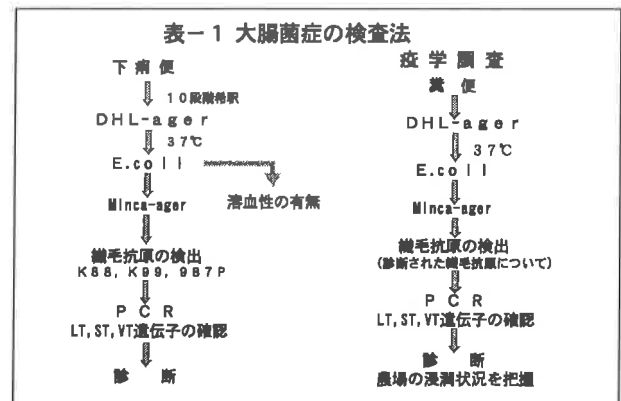 表－1 大腸菌症の検査法
下痢便
10段階希釈
DHL-ager
37℃
E.coli
溶血性の有無
Minca-ager
繊毛抗原の検出
K88, K99, 987P
PCR
LT, ST, VT遺伝子の確認
診 断
疫学調査
糞 便
DHL-ager
37℃
E.coli
Minca-ager
繊毛抗原の検出
(診断された繊毛抗原について)
PCR
LT, ST, VT遺伝子の確認
診 断
農場の浸潤状況を把握